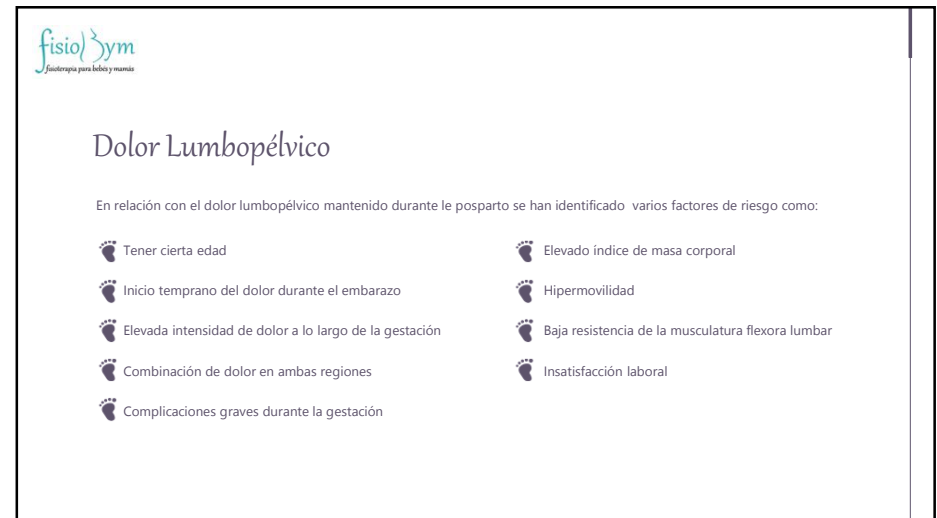 fisio Bym
fisioterapia para bebés y mamás
Dolor Lumbopélvico
En relación con el dolor lumbopélvico mantenido durante le posparto se han identificado varios factores de riesgo como:
Tener cierta edad
Inicio temprano del dolor durante el embarazo
Elevada intensidad de dolor a lo largo de la gestación
Combinación de dolor en ambas regiones
Complicaciones graves durante la gestación
Elevado índice de masa corporal
Hipermovilidad
Baja resistencia de la musculatura flexora lumbar
Insatisfacción laboral